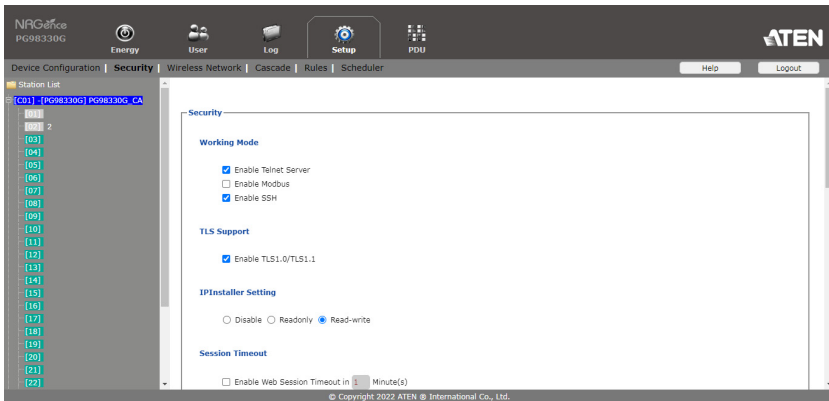 NRGence
PG98330G
Energy
User
Log
Setup
PDU
ATEN
Device Configuration | Security | Wireless Network | Cascade | Rules | Scheduler
Help
Logout
Station List
[C01] -[PG98330G] PG98330G_CA
[01]
[02] 2
[03]
[04]
[05]
[06]
[07]
[08]
[09]
[10]
[11]
[12]
[13]
[14]
[15]
[16]
[17]
[18]
[19]
[20]
[21]
[22]
Security
Working Mode
Enable Telnet Server
Enable Modbus
Enable SSH
TLS Support
Enable TLS1.0/TLS1.1
IPInstaller Setting
Disable Readonly Read-write
Session Timeout
Enable Web Session Timeout in 1 Minute(s)
© Copyright 2022 ATEN ® International Co., Ltd.